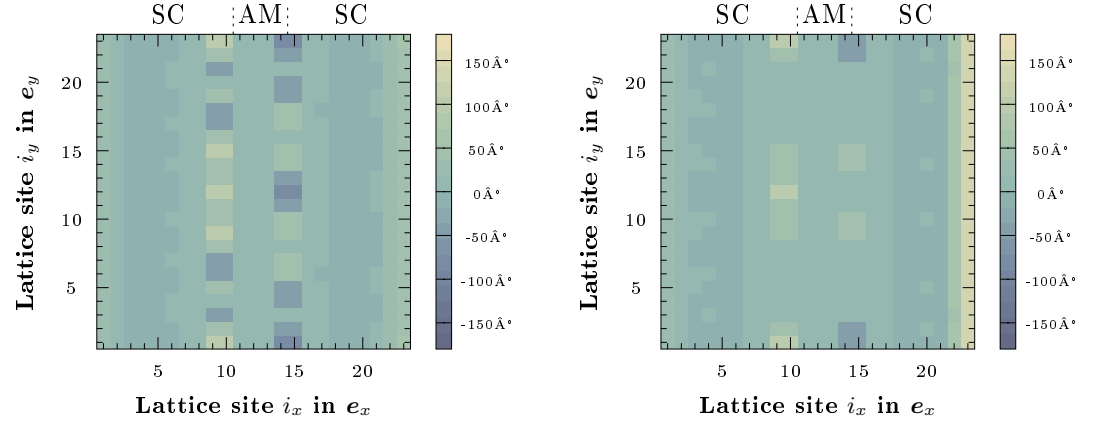 SC AM SC
SC AM SC
Lattice site i_y in e_y
20
15
10
5
5 10 15 20
Lattice site i_x in e_x
150Â°
100Â°
50Â°
0Â°
-50Â°
-100Â°
-150Â°
Lattice site i_y in e_y
20
15
10
5
5 10 15 20
Lattice site i_x in e_x
150Â°
100Â°
50Â°
0Â°
-50Â°
-100Â°
-150Â°